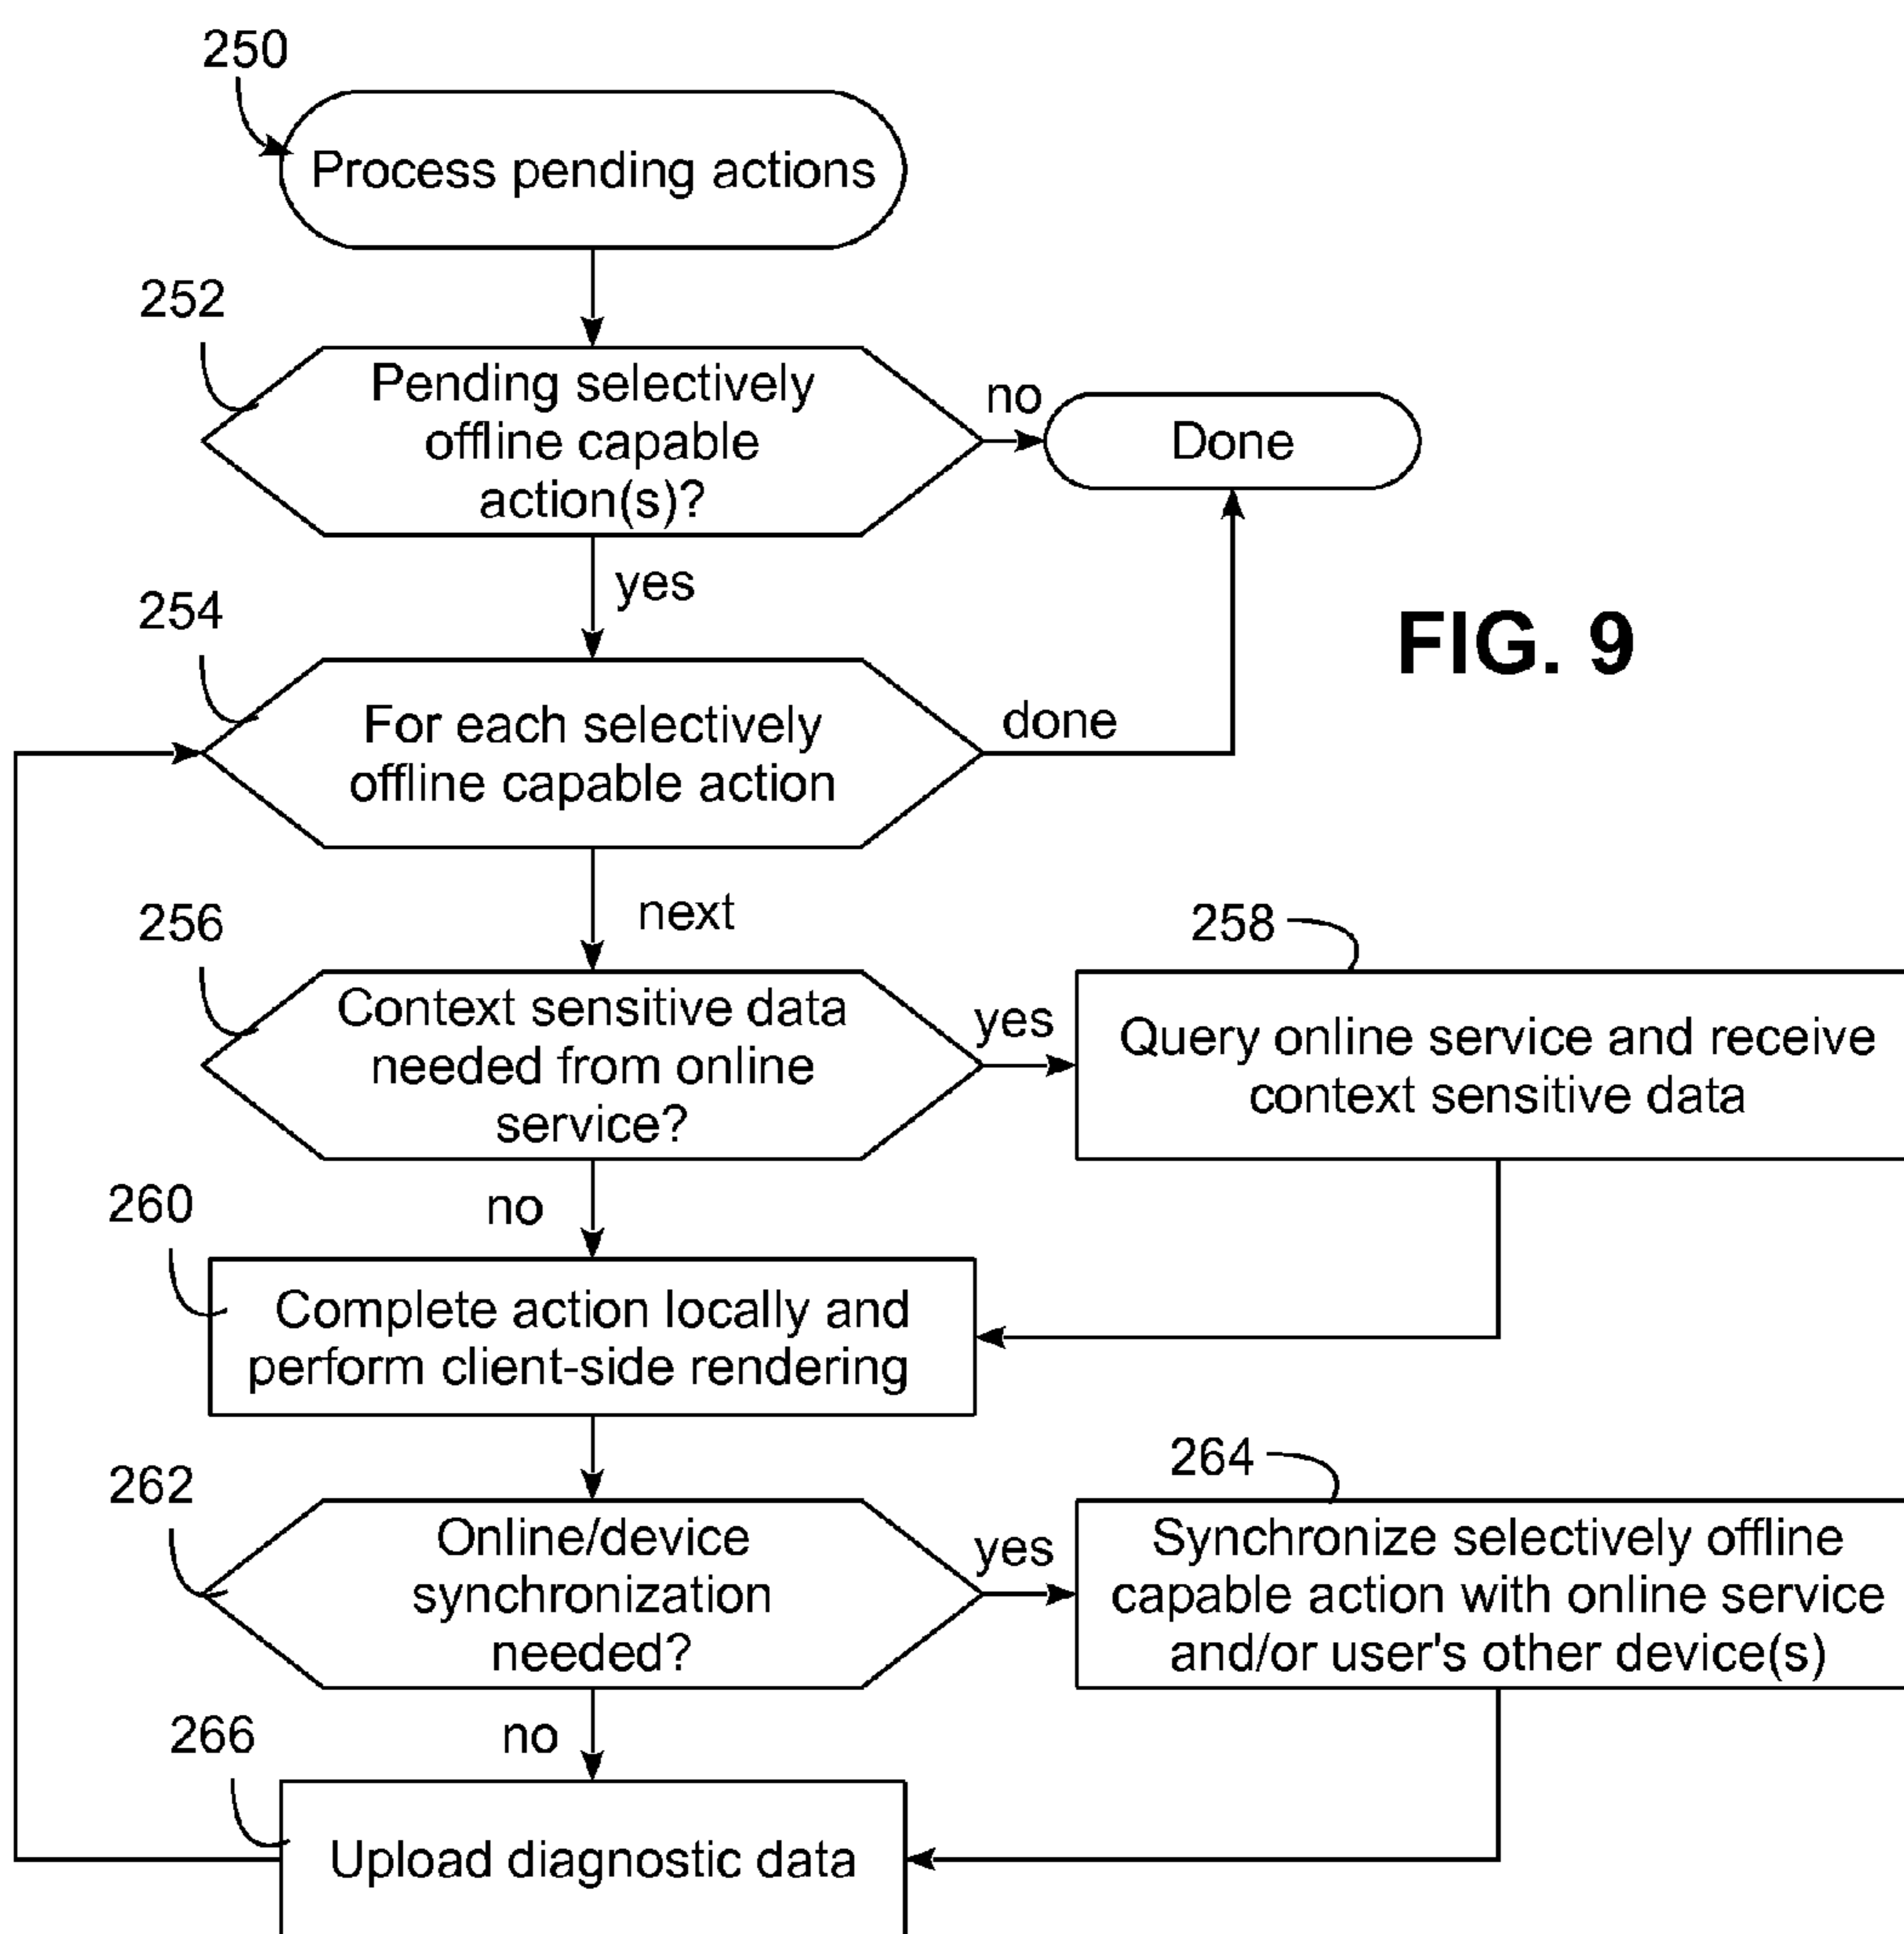 250
Process pending actions
252
Pending selectively
offline capable
action(s)?
no
Done
yes
254
For each selectively
offline capable action
done
FIG. 9
next
256
Context sensitive data
needed from online
service?
yes
258
Query online service and receive
context sensitive data
no
260
Complete action locally and
perform client-side rendering
262
Online/device
synchronization
needed?
yes
264
Synchronize selectively offline
capable action with online service
and/or user's other device(s)
no
266
Upload diagnostic data